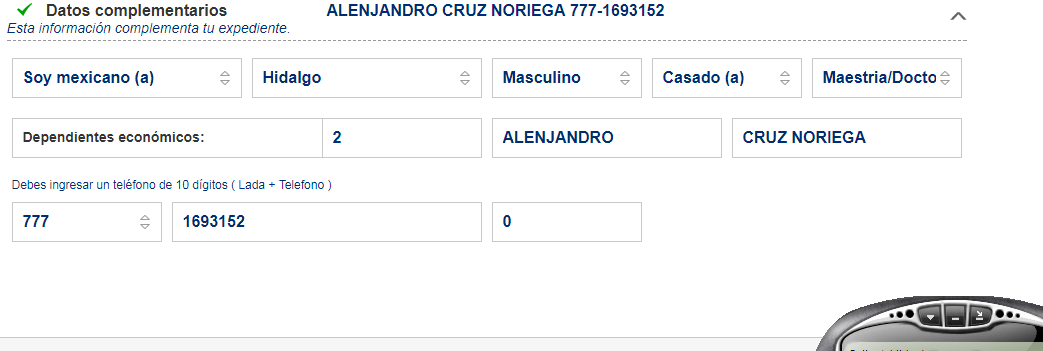 Datos complementarios ALENJANDRO CRUZ NORIEGA 777-1693152
Esta información complementa tu expediente.
Soy mexicano (a) Hidalgo Masculino Casado (a) Maestria/Docto
Dependientes económicos: 2 ALENJANDRO CRUZ NORIEGA
Debes ingresar un teléfono de 10 dígitos ( Lada + Telefono )
777 1693152 0